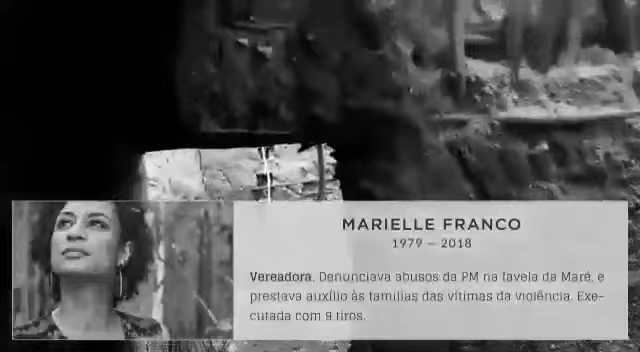 MARIELLE FRANCO
1979 – 2018
Vereadora. Denunciava abusos da PM na favela da Maré, e
prestava auxílio às famílias das vítimas da violência. Exe-
cutada com 9 tiros.